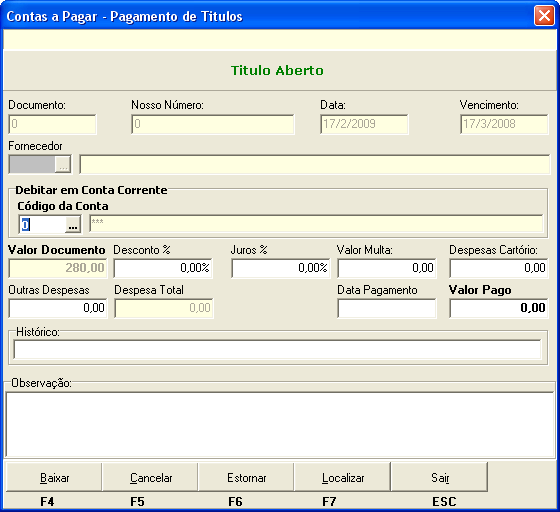 Contas a Pagar - Pagamento de Titulos
Titulo Aberto
Documento: Nosso Número: Data: Vencimento:
0 0 17/2/2009 17/3/2008
Fornecedor
...
Debitar em Conta Corrente
Código da Conta
0 ... ***
Valor Documento Desconto % Juros % Valor Multa: Despesas Cartório:
280,00 0,00% 0,00% 0,00 0,00
Outras Despesas Despesa Total Data Pagamento Valor Pago
0,00 0,00 0,00
Histórico:
Observação:
Baixar Cancelar Estornar Localizar Sair
F4 F5 F6 F7 ESC